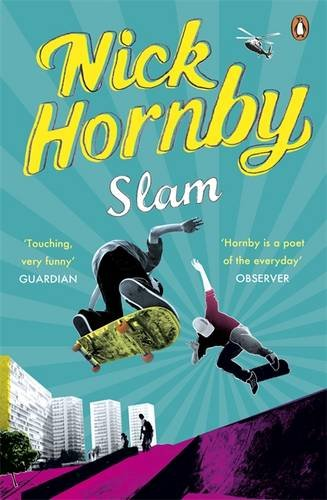 Nick
Hornby
Slam
'Touching,
very funny'
GUARDIAN
'Hornby is a poet
of the everyday'
OBSERVER